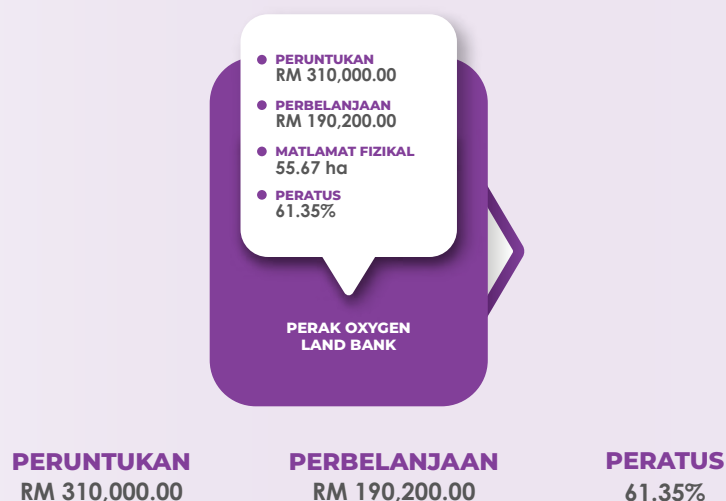 PERUNTUKAN
RM 310,000.00
PERBELANJAAN
RM 190,200.00
MATLAMAT FIZIKAL
55.67 ha
PERATUS
61.35%
PERAK OXYGEN
LAND BANK
PERUNTUKAN
RM 310,000.00
PERBELANJAAN
RM 190,200.00
PERATUS
61.35%